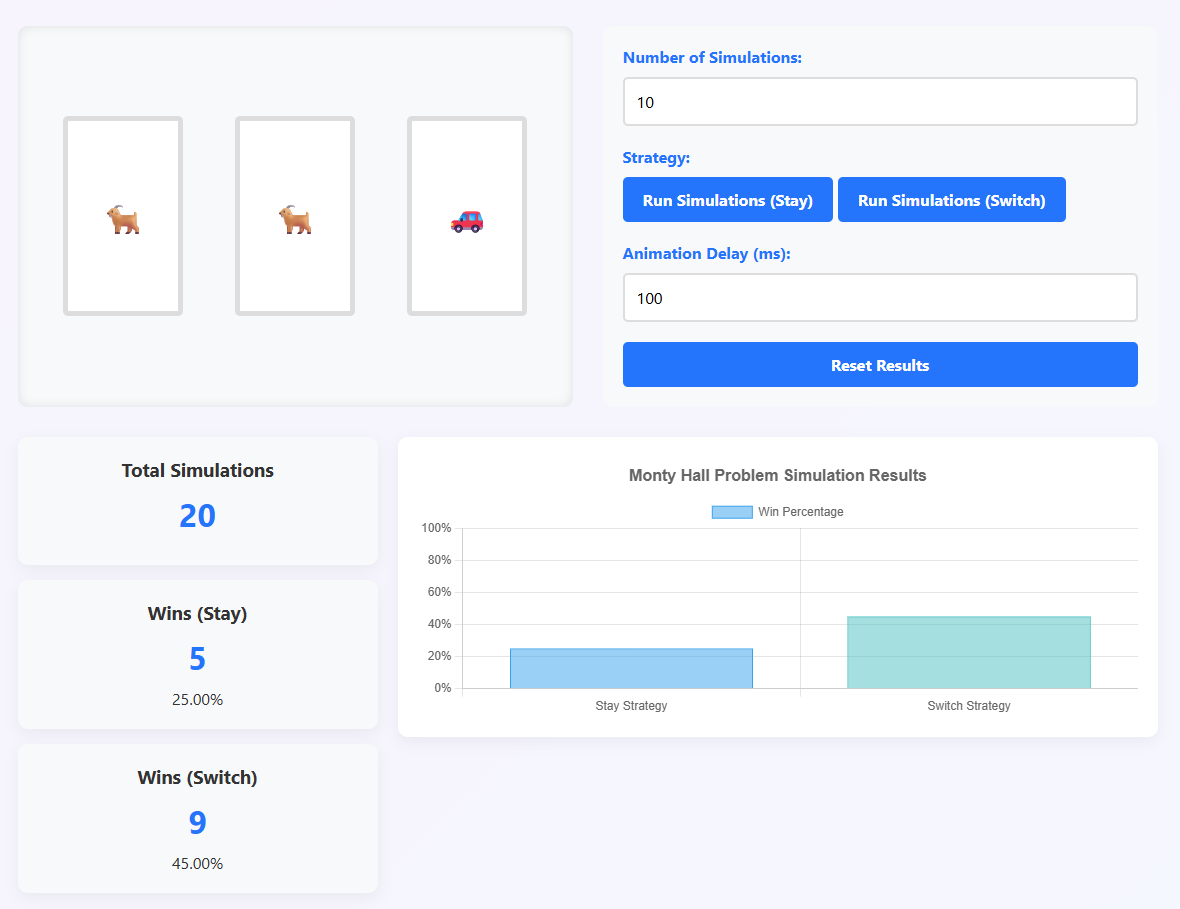 Number of Simulations:
10
Strategy:
Run Simulations (Stay)
Run Simulations (Switch)
Animation Delay (ms):
100
Reset Results
Total Simulations
20
Wins (Stay)
5
25.00%
Wins (Switch)
9
45.00%
Monty Hall Problem Simulation Results
Win Percentage
100%
80%
60%
40%
20%
0%
Stay Strategy
Switch Strategy